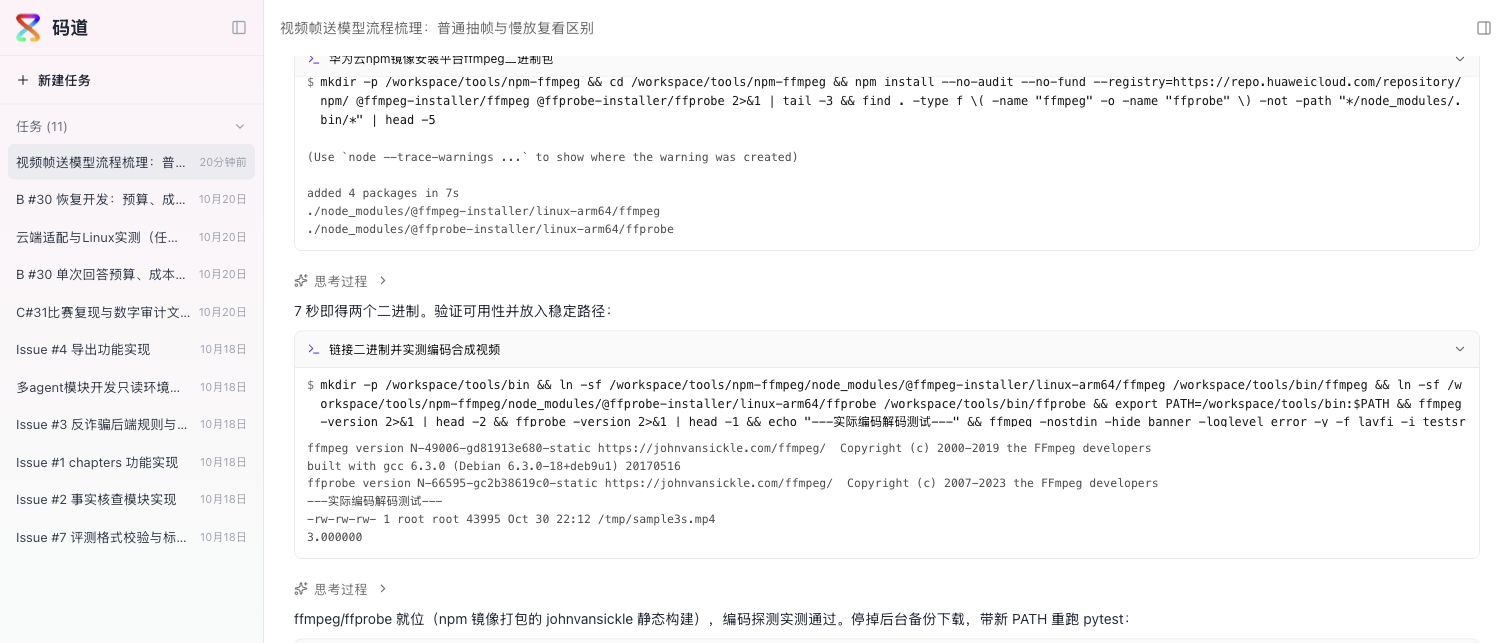 码道
新建任务
任务 (11)
视频帧送模型流程梳理：普... 20分钟前
B #30 恢复开发：预算、成... 10月20日
云端适配与Linux实测（任... 10月20日
B #30 单次回答预算、成本... 10月20日
C#31比赛复现与数字审计文... 10月20日
Issue #4 导出功能实现 10月18日
多agent模块开发只读环境... 10月18日
Issue #3 反诈骗后端规则与... 10月18日
Issue #1 chapters 功能实现 10月18日
Issue #2 事实核查模块实现 10月18日
Issue #7 评测格式校验与标... 10月18日
视频帧送模型流程梳理：普通抽帧与慢放复看区别
华为云npm镜像安装平台ffmpeg二进制包
$ mkdir -p /workspace/tools/npm-ffmpeg && cd /workspace/tools/npm-ffmpeg && npm install --no-audit --no-fund --registry=https://repo.huaweicloud.com/repository/
npm/ @ffmpeg-installer/ffmpeg @ffprobe-installer/ffprobe 2>&1 | tail -3 && find . -type f \( -name "ffmpeg" -o -name "ffprobe" \) -not -path "*/node_modules/.
bin/*" | head -5
(Use `node --trace-warnings ...` to show where the warning was created)
added 4 packages in 7s
./node_modules/@ffmpeg-installer/linux-arm64/ffmpeg
./node_modules/@ffprobe-installer/linux-arm64/ffprobe
思考过程
7 秒即得两个二进制。验证可用性并放入稳定路径：
链接二进制并实测编码合成视频
$ mkdir -p /workspace/tools/bin && ln -sf /workspace/tools/npm-ffmpeg/node_modules/@ffmpeg-installer/linux-arm64/ffmpeg /workspace/tools/bin/ffmpeg && ln -sf /w
orkspace/tools/npm-ffmpeg/node_modules/@ffprobe-installer/linux-arm64/ffprobe /workspace/tools/bin/ffprobe && export PATH=/workspace/tools/bin:$PATH && ffmpeg
-version 2>&1 | head -2 && ffprobe -version 2>&1 | head -1 && echo "---实际编码解码测试---" && ffmpeg -nostdin -hide_banner -loglevel error -y -f lavfi -i testsr
ffmpeg version N-49006-gd81913e680-static https://johnvansickle.com/ffmpeg/ Copyright (c) 2000-2019 the FFmpeg developers
built with gcc 6.3.0 (Debian 6.3.0-18+deb9u1) 20170516
ffprobe version N-66595-gc2b38619c0-static https://johnvansickle.com/ffmpeg/ Copyright (c) 2007-2023 the FFmpeg developers
---实际编码解码测试---
-rw-rw-rw- 1 root root 43995 Oct 30 22:12 /tmp/sample3s.mp4
3.000000
思考过程
ffmpeg/ffprobe 就位（npm 镜像打包的 johnvansickle 静态构建），编码探测实测通过。停掉后台备份下载，带新 PATH 重跑 pytest：